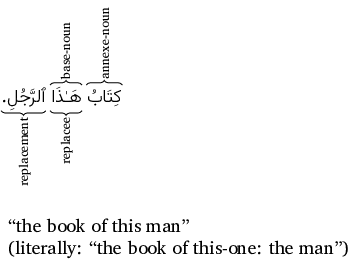 base-noun
annexe-noun
كِتَابُ هَـٰذَا ٱلرَّجُلِ.
replacement
replacee
“the book of this man”
(literally: “the book of this-one: the man”)